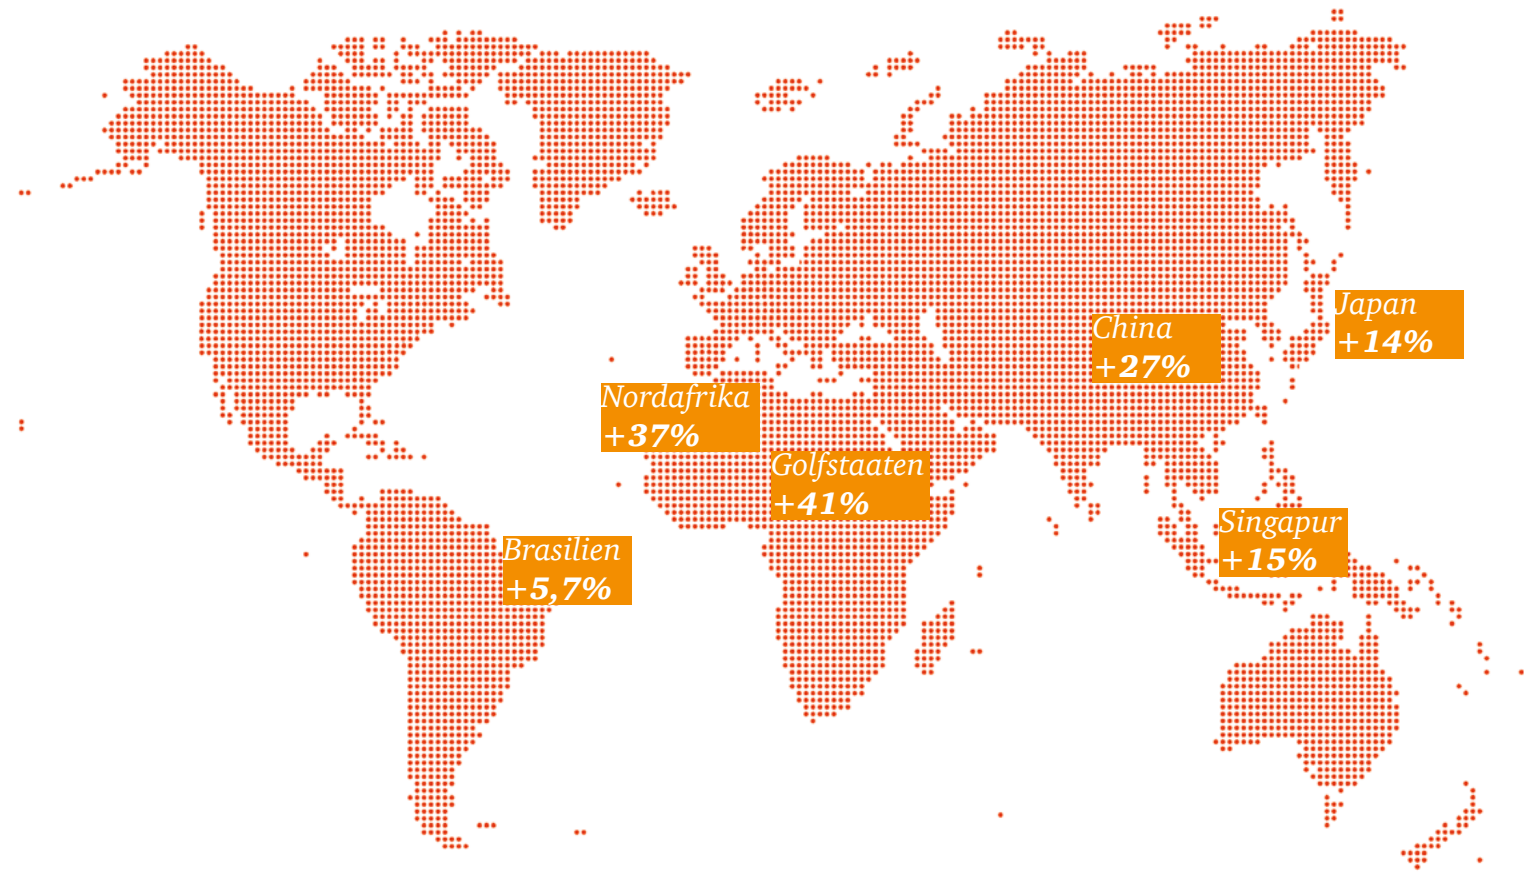 Japan
+14%
China
+27%
Nordafrika
+37%
Golfstaaten
+41%
Singapur
+15%
Brasilien
+5,7%